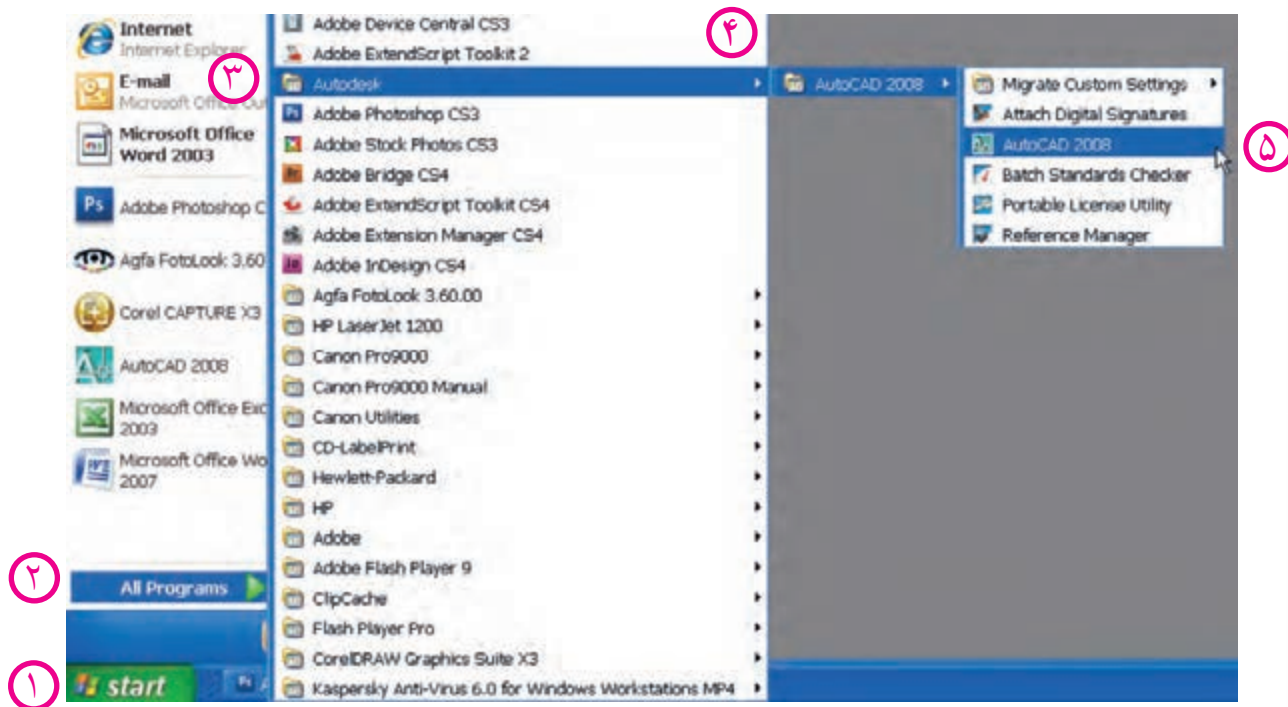 Internet
Internet Explorer
E-mail
Microsoft Office Ou
Microsoft Office
Word 2003
Adobe Photoshop C
Agfa FotoLook 3.60
Corel CAPTURE X3
AutoCAD 2008
Microsoft Office Exc
2003
Microsoft Office Wo
2007
All Programs
start
Adobe Device Central CS3
Adobe ExtendScript Toolkit 2
Autodesk
Adobe Photoshop CS3
Adobe Stock Photos CS3
Adobe Bridge CS4
Adobe ExtendScript Toolkit CS4
Adobe Extension Manager CS4
Adobe InDesign CS4
Agfa FotoLook 3.60.00
HP LaserJet 1200
Canon Pro9000
Canon Pro9000 Manual
Canon Utilities
CD-LabelPrint
Hewlett-Packard
HP
Adobe
Adobe Flash Player 9
ClipCache
Flash Player Pro
CorelDRAW Graphics Suite X3
Kaspersky Anti-Virus 6.0 for Windows Workstations MP4
AutoCAD 2008
Migrate Custom Settings
Attach Digital Signatures
AutoCAD 2008
Batch Standards Checker
Portable License Utility
Reference Manager
۱
۲
۳
۴
۵